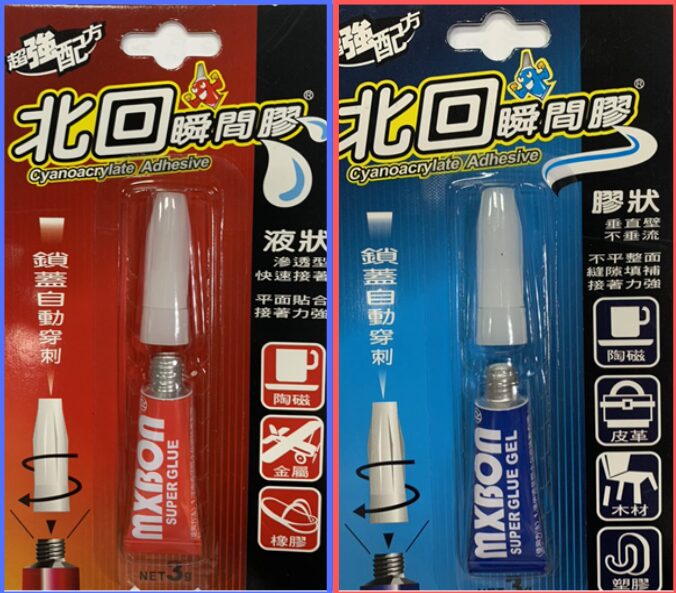 超強配方
北回瞬間膠®
Cyanoacrylate Adhesive
液狀
滲透型
快速接著
平面貼合
接著力強
鎖蓋自動穿刺
陶磁
金屬
橡膠
MXBON®
SUPER GLUE
NET 3g
超強配方
北回瞬間膠®
Cyanoacrylate Adhesive
膠狀
垂直壁
不垂流
不平整面
縫隙填補
接著力強
鎖蓋自動穿刺
陶磁
皮革
木材
塑膠
MXBON®
SUPER GLUE GEL
NET 3g